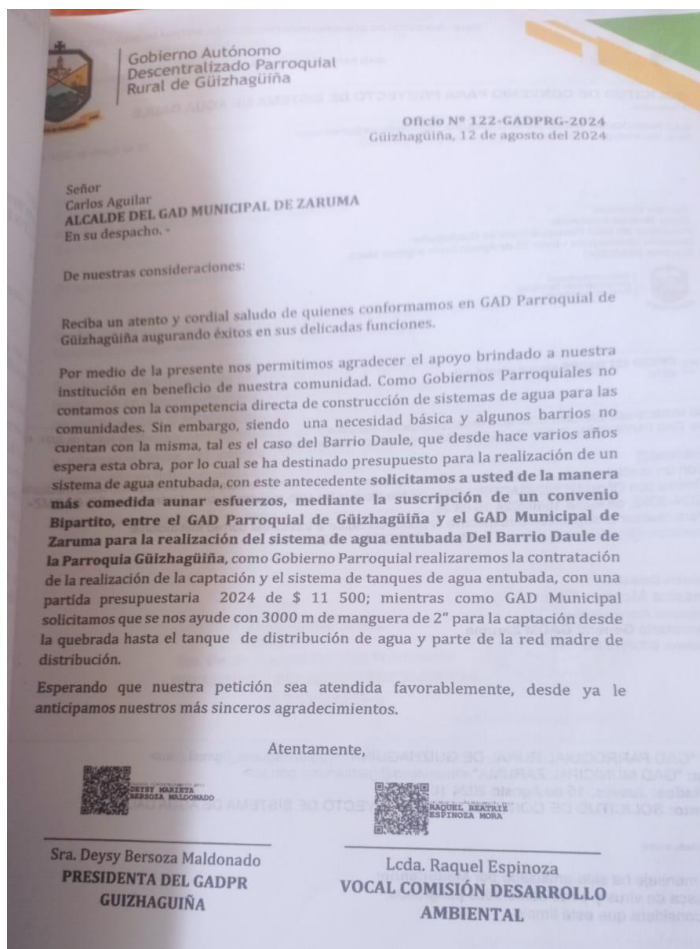 Gobierno Autónomo
Descentralizado Parroquial
Rural de Güizhagüiña
Oficio Nº 122-GADPRG-2024
Güizhagüiña, 12 de agosto del 2024
Señor
Carlos Aguilar
ALCALDE DEL GAD MUNICIPAL DE ZARUMA
En su despacho. -
De nuestras consideraciones:
Reciba un atento y cordial saludo de quienes conformamos en GAD Parroquial de
Güizhagüiña augurando éxitos en sus delicadas funciones.
Por medio de la presente nos permitimos agradecer el apoyo brindado a nuestra
institución en beneficio de nuestra comunidad. Como Gobiernos Parroquiales no
contamos con la competencia directa de construcción de sistemas de agua para las
comunidades. Sin embargo, siendo una necesidad básica y algunos barrios no
cuentan con la misma, tal es el caso del Barrio Daule, que desde hace varios años
espera esta obra, por lo cual se ha destinado presupuesto para la realización de un
sistema de agua entubada, con este antecedente solicitamos a usted de la manera
más comedida aunar esfuerzos, mediante la suscripción de un convenio
Bipartito, entre el GAD Parroquial de Güizhagüiña y el GAD Municipal de
Zaruma para la realización del sistema de agua entubada Del Barrio Daule de
la Parroquia Güizhagüiña, como Gobierno Parroquial realizaremos la contratación
de la realización de la captación y el sistema de tanques de agua entubada, con una
partida presupuestaria 2024 de $ 11 500; mientras como GAD Municipal
solicitamos que se nos ayude con 3000 m de manguera de 2" para la captación desde
la quebrada hasta el tanque de distribución de agua y parte de la red madre de
distribución.
Esperando que nuestra petición sea atendida favorablemente, desde ya le
anticipamos nuestros más sinceros agradecimientos.
Atentamente,
DEYSY MARIETA
BERSOZA MALDONADO
RAQUEL BEATRIZ
ESPINOZA MORA
Sra. Deysy Bersoza Maldonado
PRESIDENTA DEL GADPR
GUIZHAGUIÑA
Lcda. Raquel Espinoza
VOCAL COMISIÓN DESARROLLO
AMBIENTAL